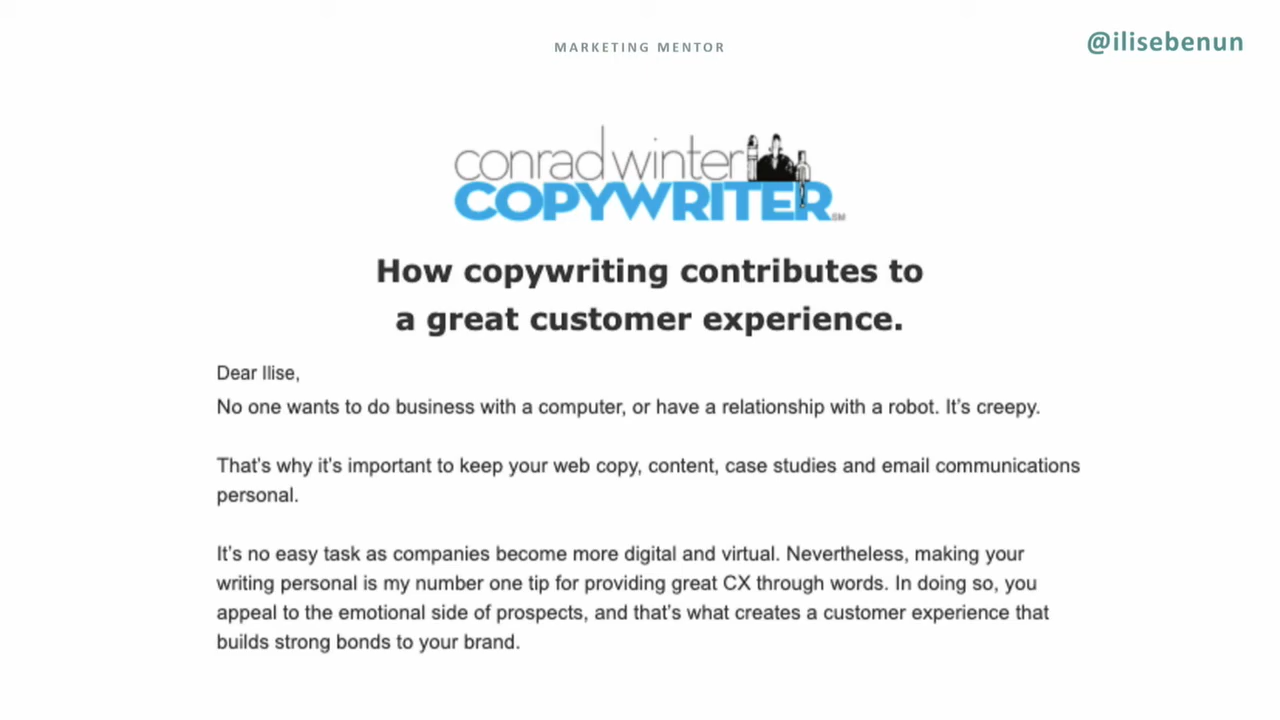 MARKETING MENTOR
@ilisebenun
conrad winter
COPYWRITER
SM
How copywriting contributes to
a great customer experience.
Dear Ilise,
No one wants to do business with a computer, or have a relationship with a robot. It's creepy.
That's why it's important to keep your web copy, content, case studies and email communications
personal.
It's no easy task as companies become more digital and virtual. Nevertheless, making your
writing personal is my number one tip for providing great CX through words. In doing so, you
appeal to the emotional side of prospects, and that's what creates a customer experience that
builds strong bonds to your brand.